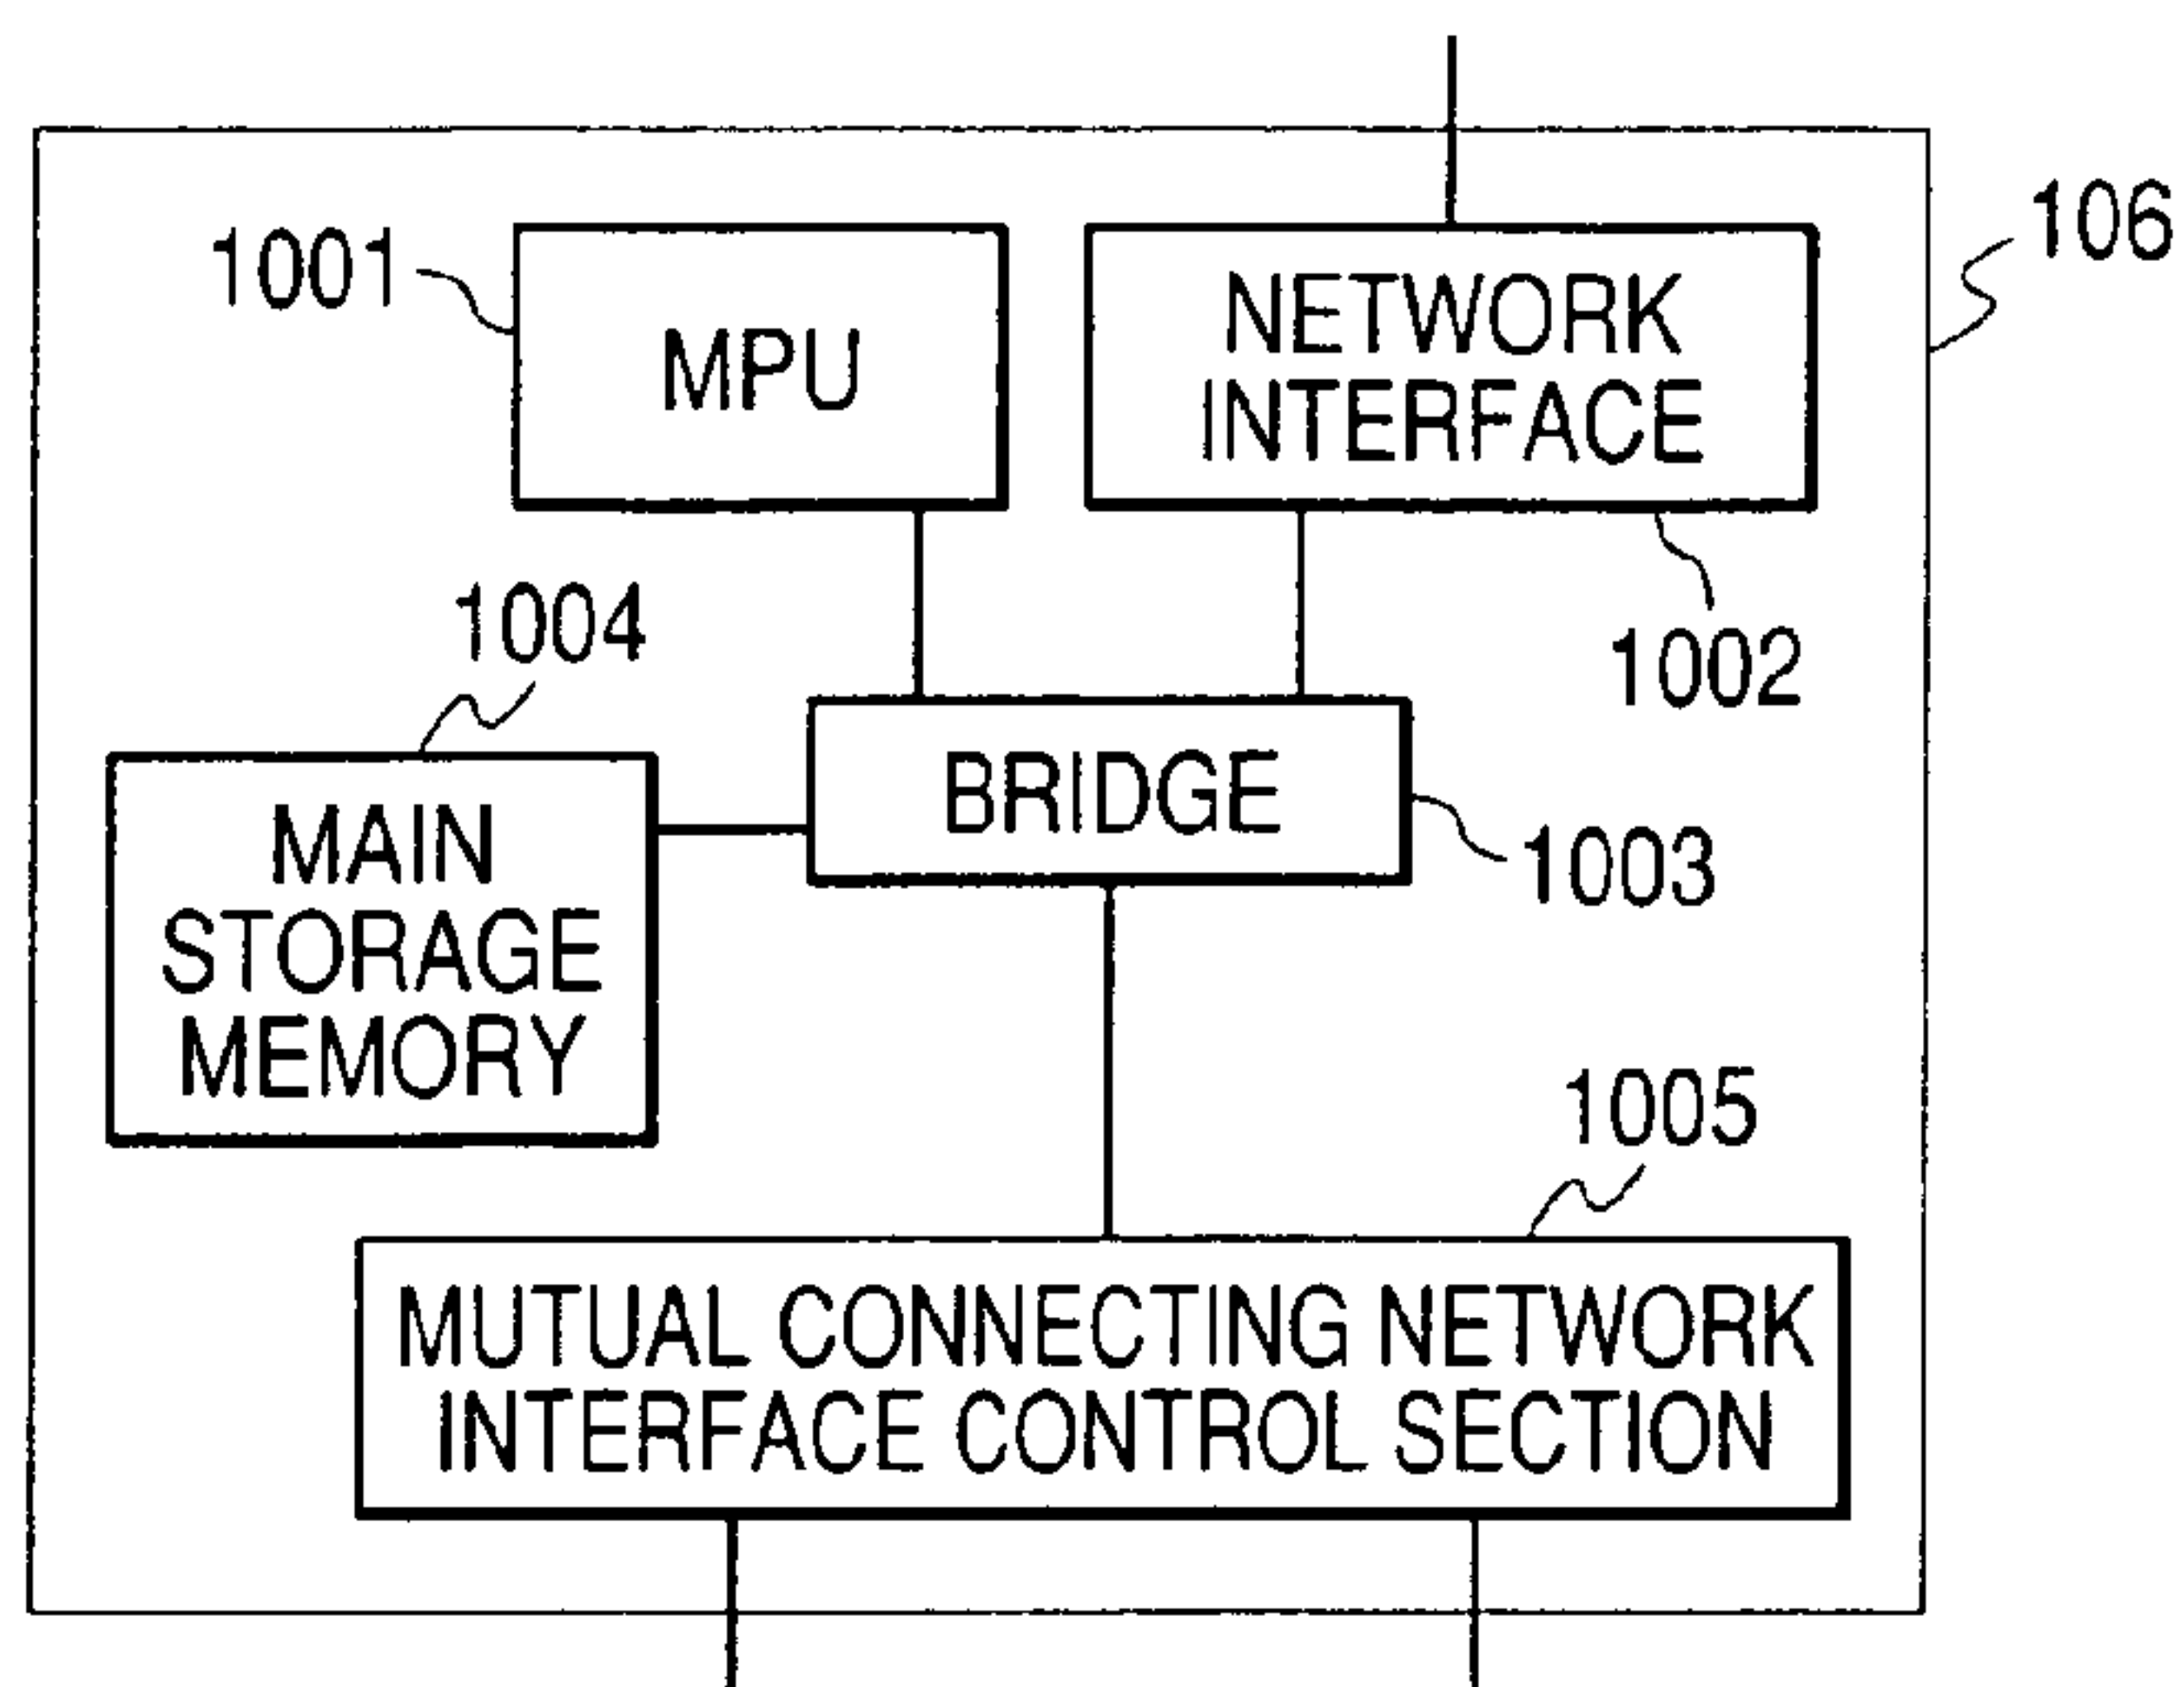 106
1001
MPU
NETWORK
INTERFACE
1002
1004
BRIDGE
1003
MAIN
STORAGE
MEMORY
1005
MUTUAL CONNECTING NETWORK
INTERFACE CONTROL SECTION